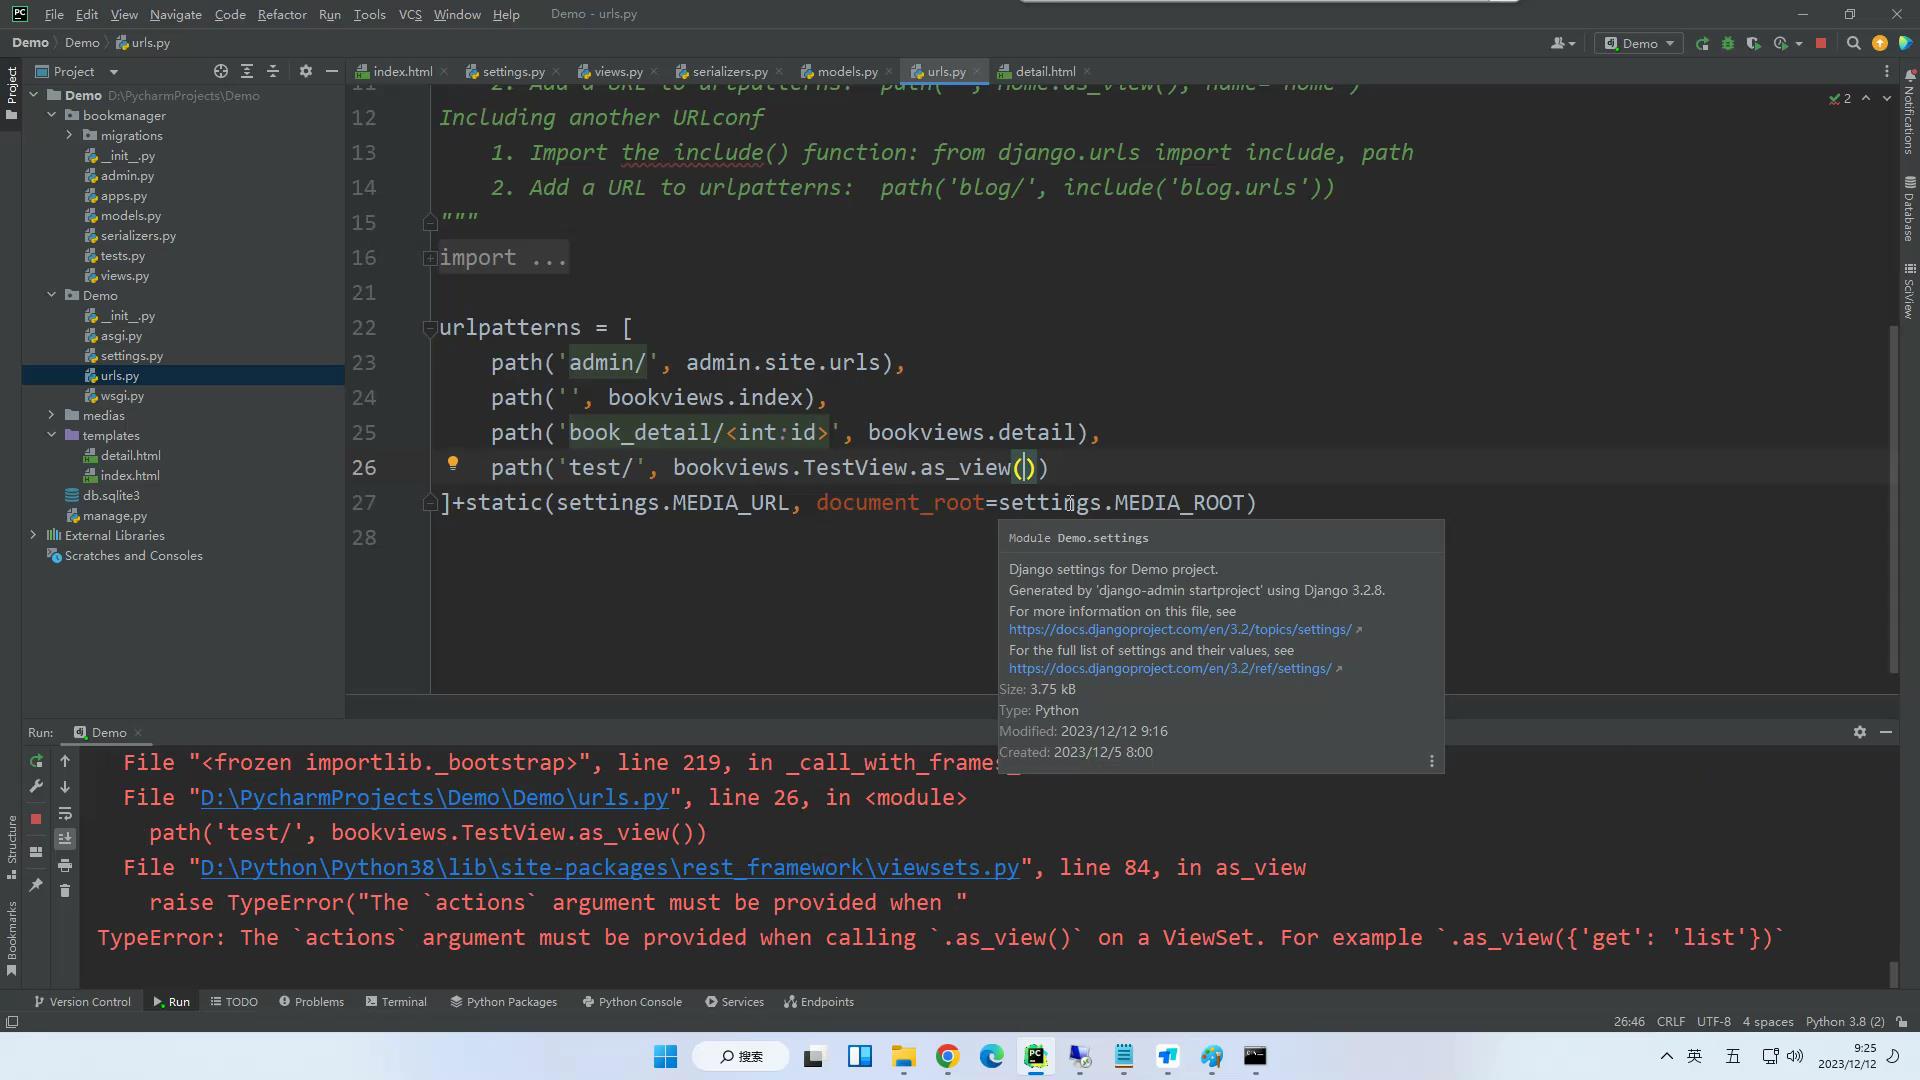 File Edit View Navigate Code Refactor Run Tools VCS Window Help Demo - urls.py
Demo Demo urls.py
Demo
Project
index.html settings.py views.py serializers.py models.py urls.py detail.html
Project
Demo D:\PycharmProjects\Demo
bookmanager
migrations
__init__.py
admin.py
apps.py
models.py
serializers.py
tests.py
views.py
Demo
__init__.py
asgi.py
settings.py
urls.py
wsgi.py
medias
templates
detail.html
index.html
db.sqlite3
manage.py
External Libraries
Scratches and Consoles
11 2. Add a URL to urlpatterns: path('', Home.as_view(), name='home')
2
12 Including another URLconf
13 1. Import the include() function: from django.urls import include, path
14 2. Add a URL to urlpatterns: path('blog/', include('blog.urls'))
15 """
16 import ...
21
22 urlpatterns = [
23 path('admin/', admin.site.urls),
24 path('', bookviews.index),
25 path('book_detail/<int:id>', bookviews.detail),
26 path('test/', bookviews.TestView.as_view())
27 ]+static(settings.MEDIA_URL, document_root=settings.MEDIA_ROOT)
28
Module Demo.settings
Django settings for Demo project.
Generated by 'django-admin startproject' using Django 3.2.8.
For more information on this file, see
https://docs.djangoproject.com/en/3.2/topics/settings/
For the full list of settings and their values, see
https://docs.djangoproject.com/en/3.2/ref/settings/
Size: 3.75 kB
Type: Python
Modified: 2023/12/12 9:16
Created: 2023/12/5 8:00
Notifications
Database
SciView
Run: Demo
File "<frozen importlib._bootstrap>", line 219, in _call_with_frames_
File "D:\PycharmProjects\Demo\Demo\urls.py", line 26, in <module>
path('test/', bookviews.TestView.as_view())
File "D:\Python\Python38\lib\site-packages\rest_framework\viewsets.py", line 84, in as_view
raise TypeError("The `actions` argument must be provided when "
TypeError: The `actions` argument must be provided when calling `.as_view()` on a ViewSet. For example `.as_view({'get': 'list'})`
Structure
Bookmarks
Version Control Run TODO Problems Terminal Python Packages Python Console Services Endpoints
26:46 CRLF UTF-8 4 spaces Python 3.8 (2)
搜索
英 五
9:25
2023/12/12